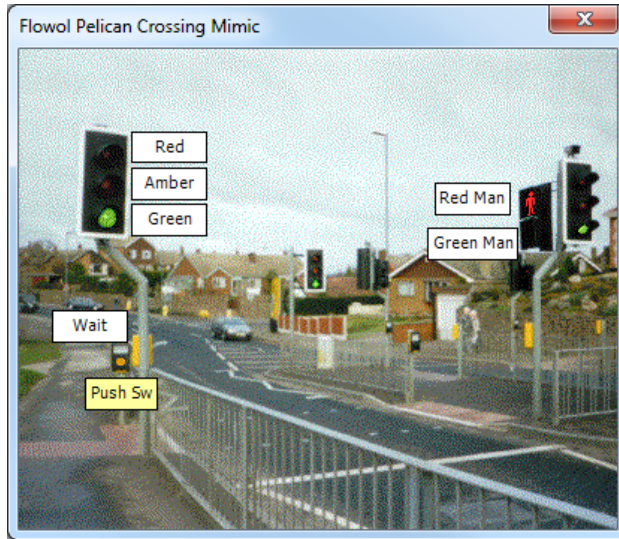 Flowol Pelican Crossing Mimic
Red
Amber
Green
Red Man
Green Man
Wait
Push Sw